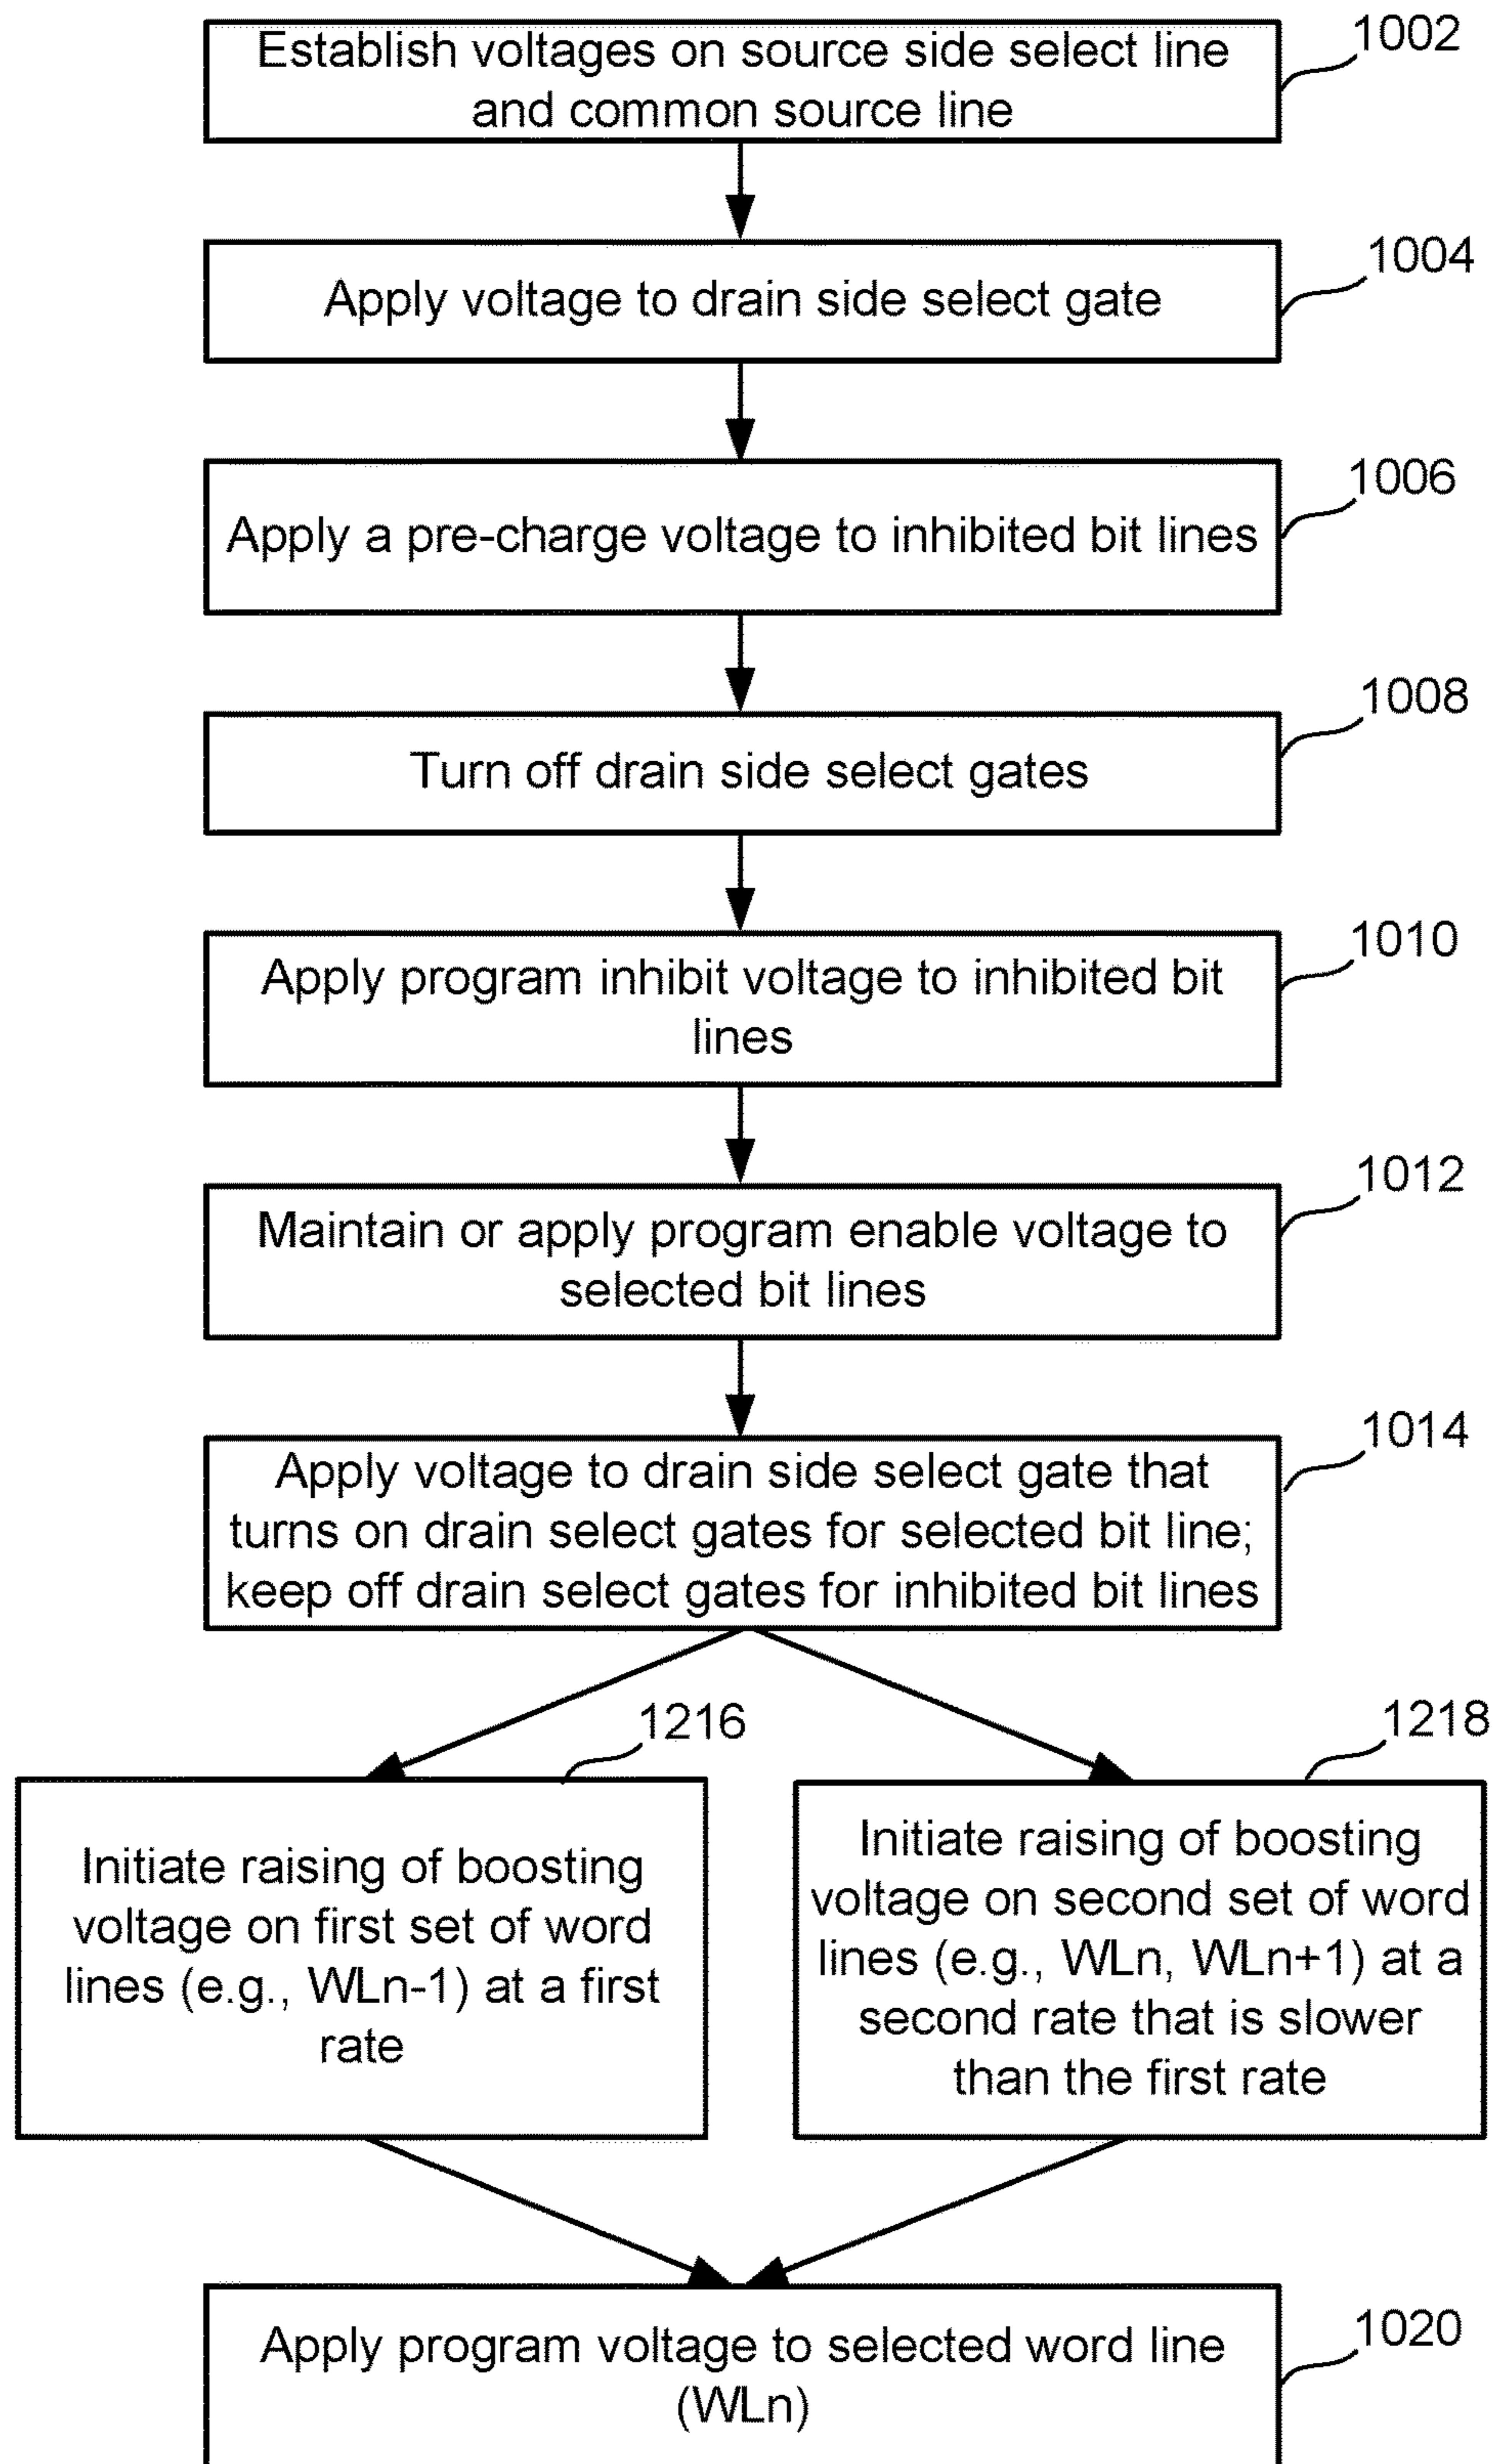 Establish voltages on source side select line
and common source line
1002
Apply voltage to drain side select gate
1004
Apply a pre-charge voltage to inhibited bit lines
1006
Turn off drain side select gates
1008
Apply program inhibit voltage to inhibited bit
lines
1010
Maintain or apply program enable voltage to
selected bit lines
1012
Apply voltage to drain side select gate that
turns on drain select gates for selected bit line;
keep off drain select gates for inhibited bit lines
1014
1216
Initiate raising of boosting
voltage on first set of word
lines (e.g., WLn-1) at a first
rate
1218
Initiate raising of boosting
voltage on second set of word
lines (e.g., WLn, WLn+1) at a
second rate that is slower
than the first rate
Apply program voltage to selected word line
(WLn)
1020